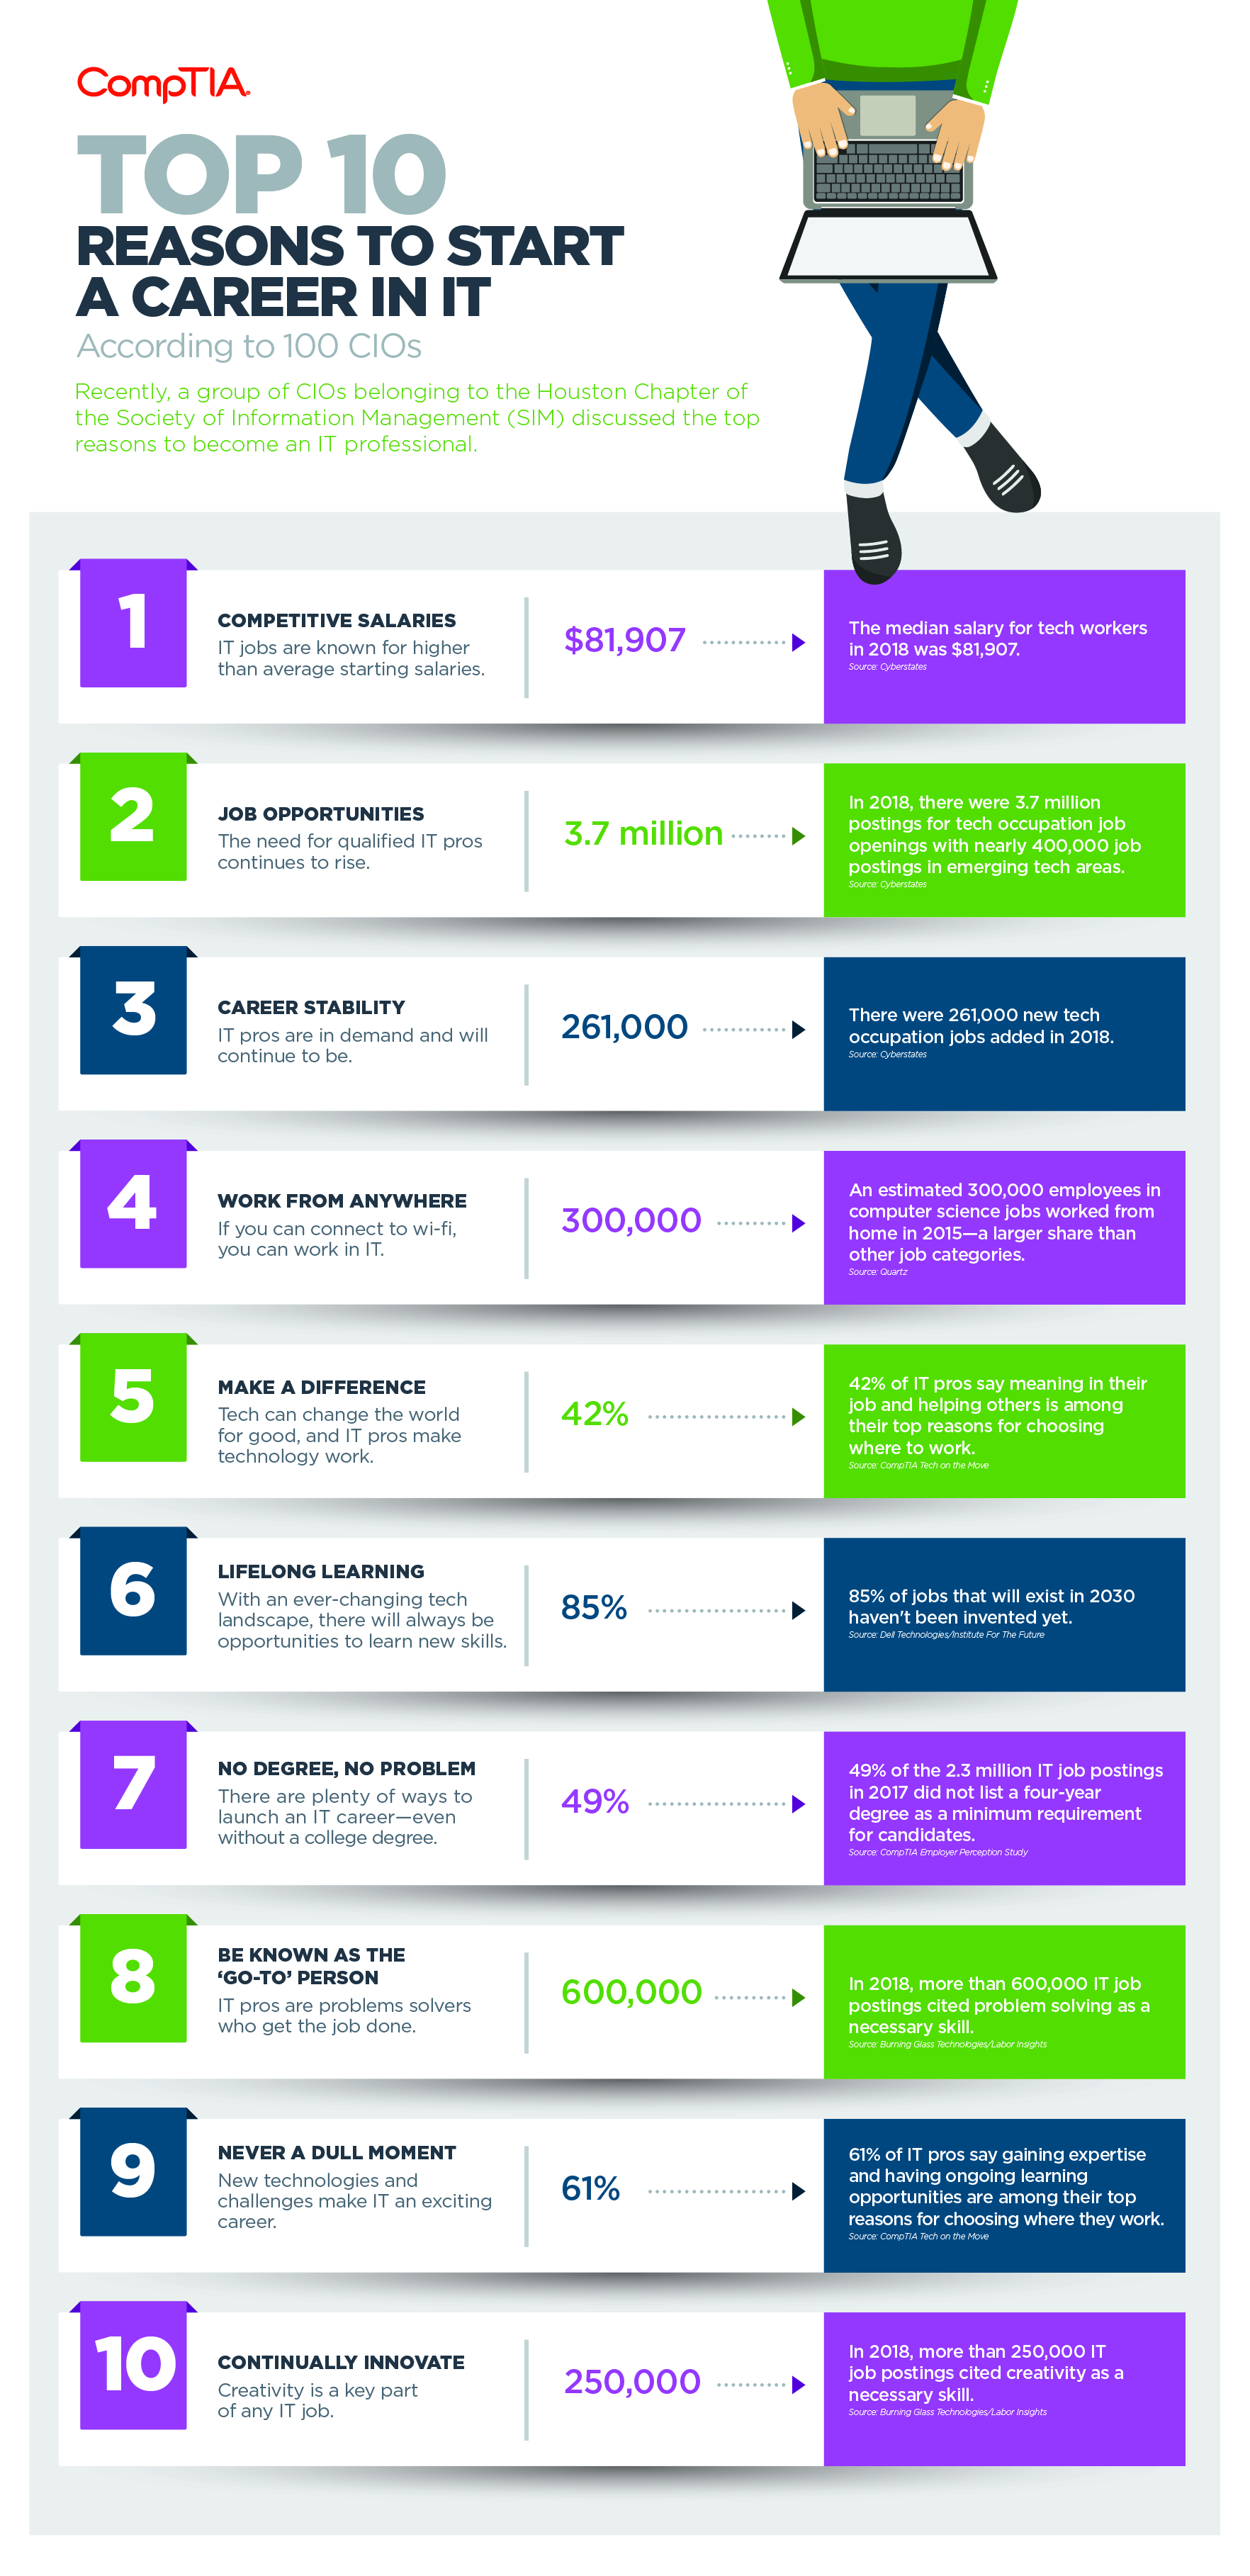 CompTIA.
TOP 10
REASONS TO START
A CAREER IN IT
According to 100 CIOs
Recently, a group of CIOs belonging to the Houston Chapter of
the Society of Information Management (SIM) discussed the top
reasons to become an IT professional.
1
COMPETITIVE SALARIES
IT jobs are known for higher
than average starting salaries.
$81,907
The median salary for tech workers
in 2018 was $81,907.
Source: Cyberstates
2
JOB OPPORTUNITIES
The need for qualified IT pros
continues to rise.
3.7 million
In 2018, there were 3.7 million
postings for tech occupation job
openings with nearly 400,000 job
postings in emerging tech areas.
Source: Cyberstates
3
CAREER STABILITY
IT pros are in demand and will
continue to be.
261,000
There were 261,000 new tech
occupation jobs added in 2018.
Source: Cyberstates
4
WORK FROM ANYWHERE
If you can connect to wi-fi,
you can work in IT.
300,000
An estimated 300,000 employees in
computer science jobs worked from
home in 2015—a larger share than
other job categories.
Source: Quartz
5
MAKE A DIFFERENCE
Tech can change the world
for good, and IT pros make
technology work.
42%
42% of IT pros say meaning in their
job and helping others is among
their top reasons for choosing
where to work.
Source: CompTIA Tech on the Move
6
LIFELONG LEARNING
With an ever-changing tech
landscape, there will always be
opportunities to learn new skills.
85%
85% of jobs that will exist in 2030
haven't been invented yet.
Source: Dell Technologies/Institute For The Future
7
NO DEGREE, NO PROBLEM
There are plenty of ways to
launch an IT career—even
without a college degree.
49%
49% of the 2.3 million IT job postings
in 2017 did not list a four-year
degree as a minimum requirement
for candidates.
Source: CompTIA Employer Perception Study
8
BE KNOWN AS THE
‘GO-TO’ PERSON
IT pros are problems solvers
who get the job done.
600,000
In 2018, more than 600,000 IT job
postings cited problem solving as a
necessary skill.
Source: Burning Glass Technologies/Labor Insights
9
NEVER A DULL MOMENT
New technologies and
challenges make IT an exciting
career.
61%
61% of IT pros say gaining expertise
and having ongoing learning
opportunities are among their top
reasons for choosing where they work.
Source: CompTIA Tech on the Move
10
CONTINUALLY INNOVATE
Creativity is a key part
of any IT job.
250,000
In 2018, more than 250,000 IT
job postings cited creativity as a
necessary skill.
Source: Burning Glass Technologies/Labor Insights